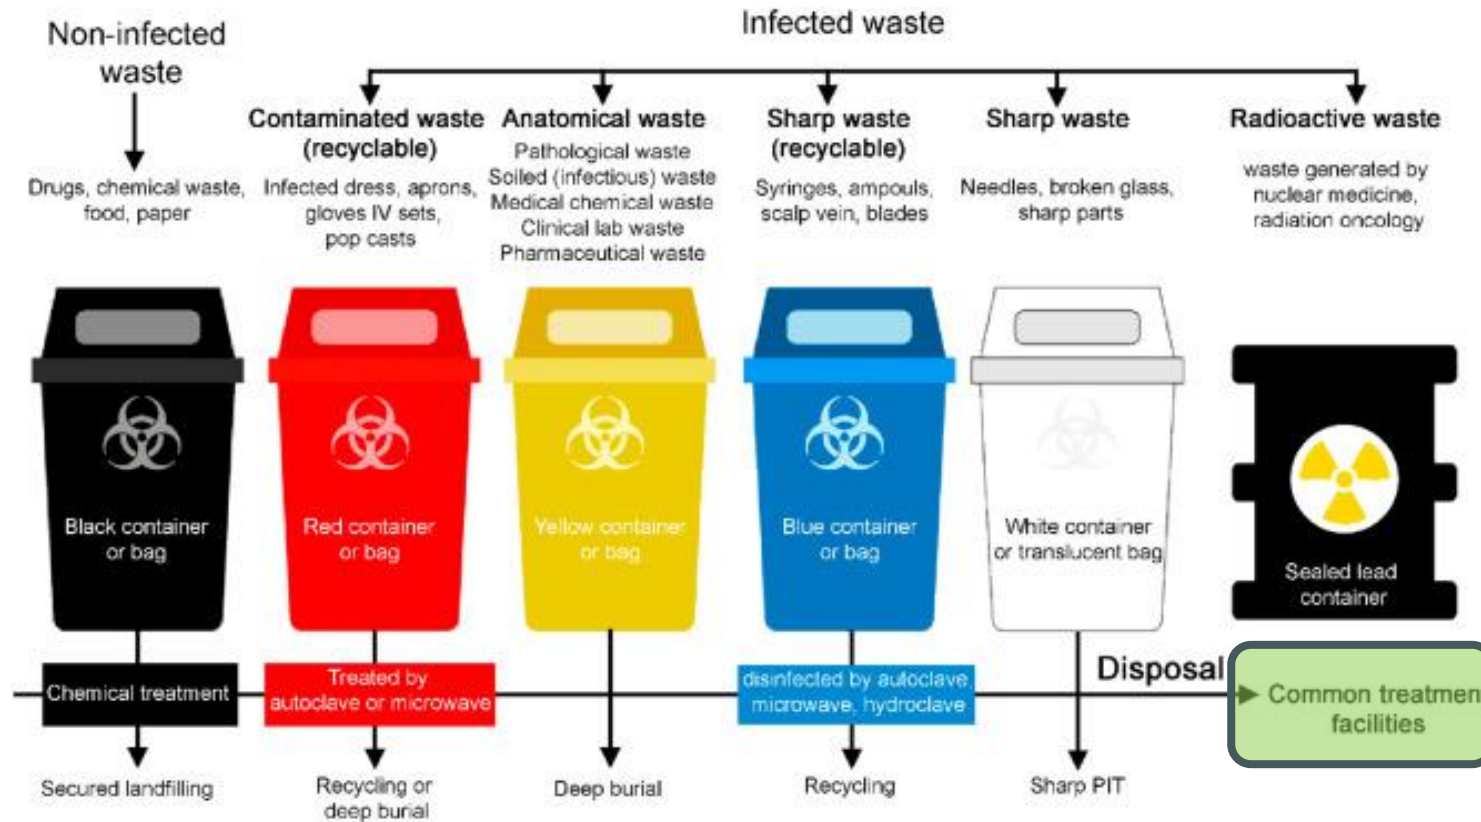 Non-infected
waste
Infected waste
Drugs, chemical waste,
food, paper
Contaminated waste
(recyclable)
Infected dress, aprons,
gloves IV sets,
pop casts
Anatomical waste
Pathological waste
Soiled (infectious) waste
Medical chemical waste
Clinical lab waste
Pharmaceutical waste
Sharp waste
(recyclable)
Syringes, ampouls,
scalp vein, blades
Sharp waste
Needles, broken glass,
sharp parts
Radioactive waste
waste generated by
nuclear medicine,
radiation oncology
Black container
or bag
Red container
or bag
Yellow container
or bag
Blue container
or bag
White container
or translucent bag
Sealed lead
container
Chemical treatment
Treated by
autoclave or microwave
disinfected by autoclave
microwave, hydroclave
Disposal
Common treatmen
facilities
Secured landfilling
Recycling or
deep burial
Deep burial
Recycling
Sharp PIT